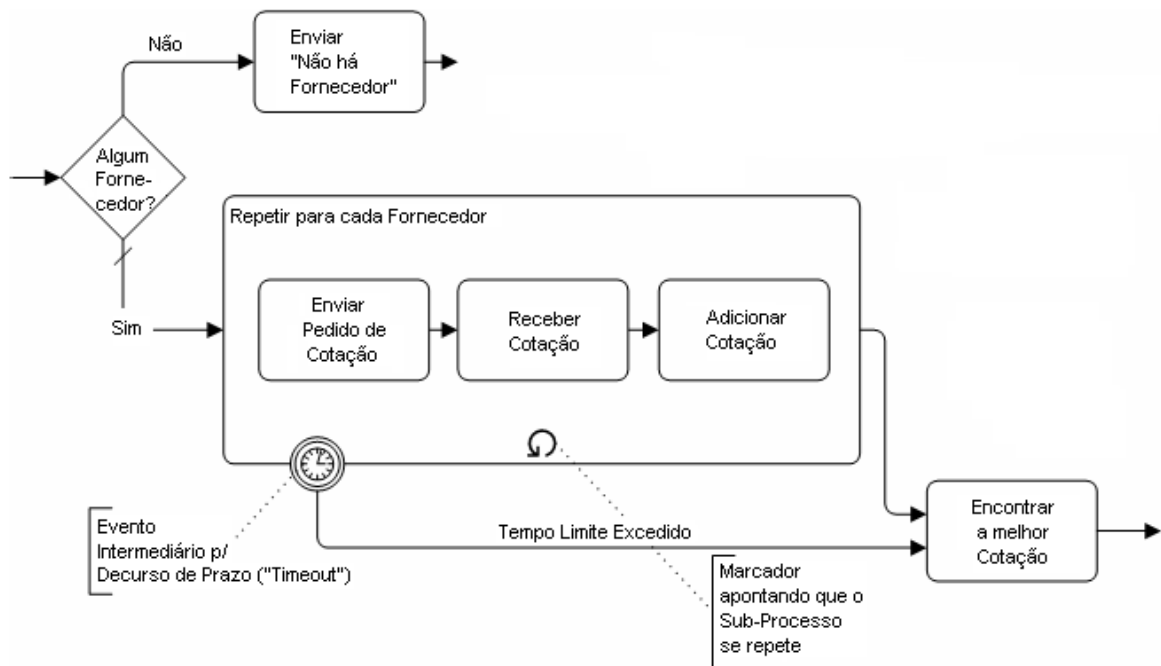 Não
Enviar
"Não há
Fornecedor"
Algum
Forne-
cedor?
Sim
Repetir para cada Fornecedor
Enviar
Pedido de
Cotação
Receber
Cotação
Adicionar
Cotação
Evento
Intermediário p/
Decurso de Prazo ("Timeout")
Tempo Limite Excedido
Marcador
apontando que o
Sub-Processo
se repete
Encontrar
a melhor
Cotação